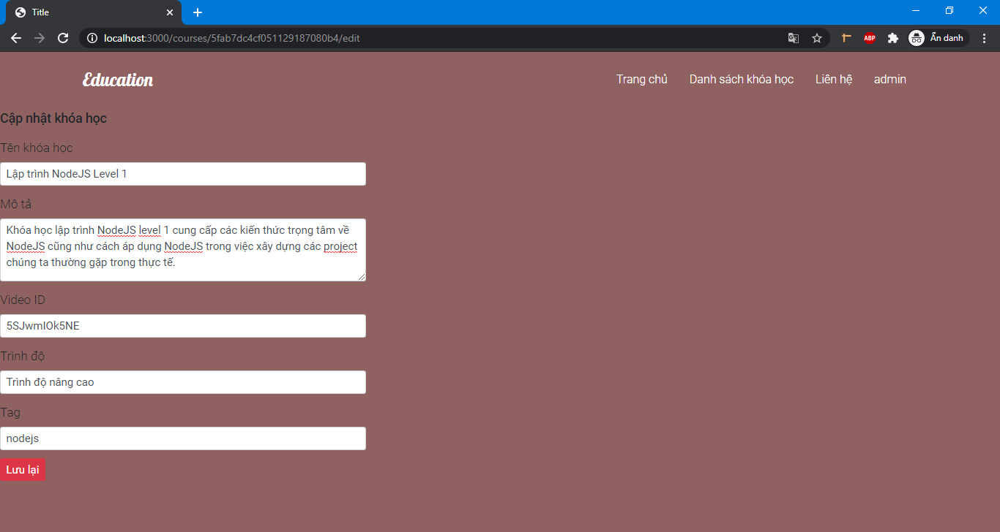 Title
localhost:3000/courses/5fab7dc4cf051129187080b4/edit
ABP
Ẩn danh
Education
Trang chủ
Danh sách khóa học
Liên hệ
admin
Cập nhật khóa học
Tên khóa học
Lập trình NodeJS Level 1
Mô tả
Khóa học lập trình NodeJS level 1 cung cấp các kiến thức trọng tâm về
NodeJS cũng như cách áp dụng NodeJS trong việc xây dựng các project
chúng ta thường gặp trong thực tế.
Video ID
5SJwmIOk5NE
Trình độ
Trình độ nâng cao
Tag
nodejs
Lưu lại